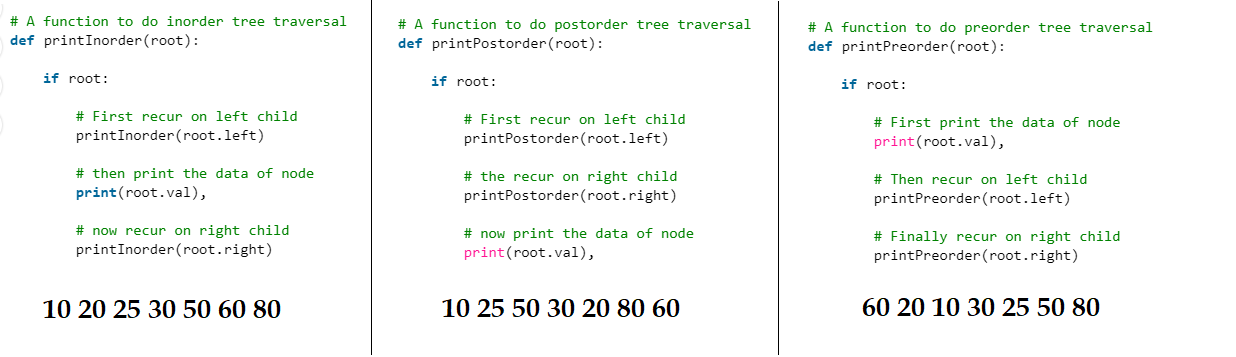 # A function to do inorder tree traversal
def printInorder(root):
if root:
# First recur on left child
printInorder(root.left)
# then print the data of node
print(root.val),
# now recur on right child
printInorder(root.right)
10 20 25 30 50 60 80
# A function to do postorder tree traversal
def printPostorder(root):
if root:
# First recur on left child
printPostorder(root.left)
# the recur on right child
printPostorder(root.right)
# now print the data of node
print(root.val),
10 25 50 30 20 80 60
# A function to do preorder tree traversal
def printPreorder(root):
if root:
# First print the data of node
print(root.val),
# Then recur on left child
printPreorder(root.left)
# Finally recur on right child
printPreorder(root.right)
60 20 10 30 25 50 80